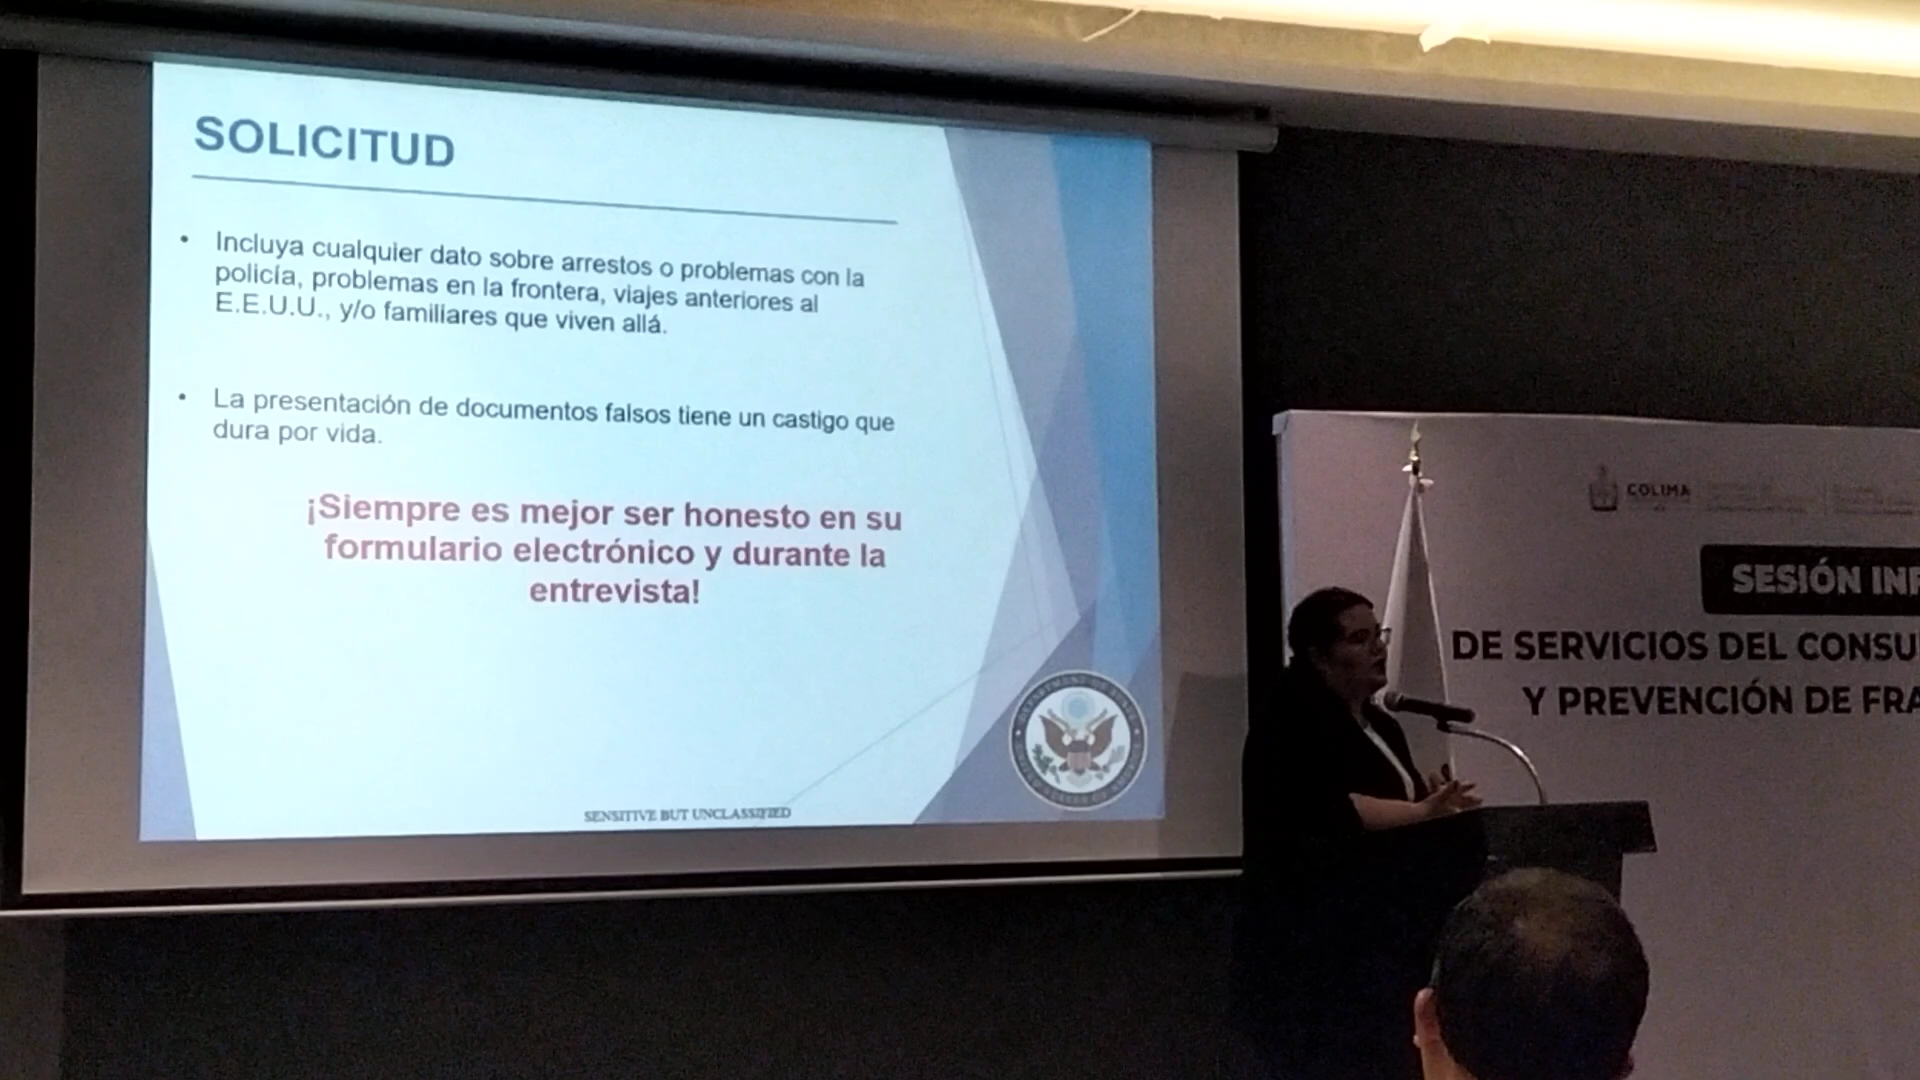 SOLICITUD
• Incluya cualquier dato sobre arrestos o problemas con la
policía, problemas en la frontera, viajes anteriores al
E.E.U.U., y/o familiares que viven allá.
• La presentación de documentos falsos tiene un castigo que
dura por vida.
¡Siempre es mejor ser honesto en su
formulario electrónico y durante la
entrevista!
SENSITIVE BUT UNCLASSIFIED
COLIMA
SESIÓN INF
DE SERVICIOS DEL CONSU
Y PREVENCIÓN DE FRA